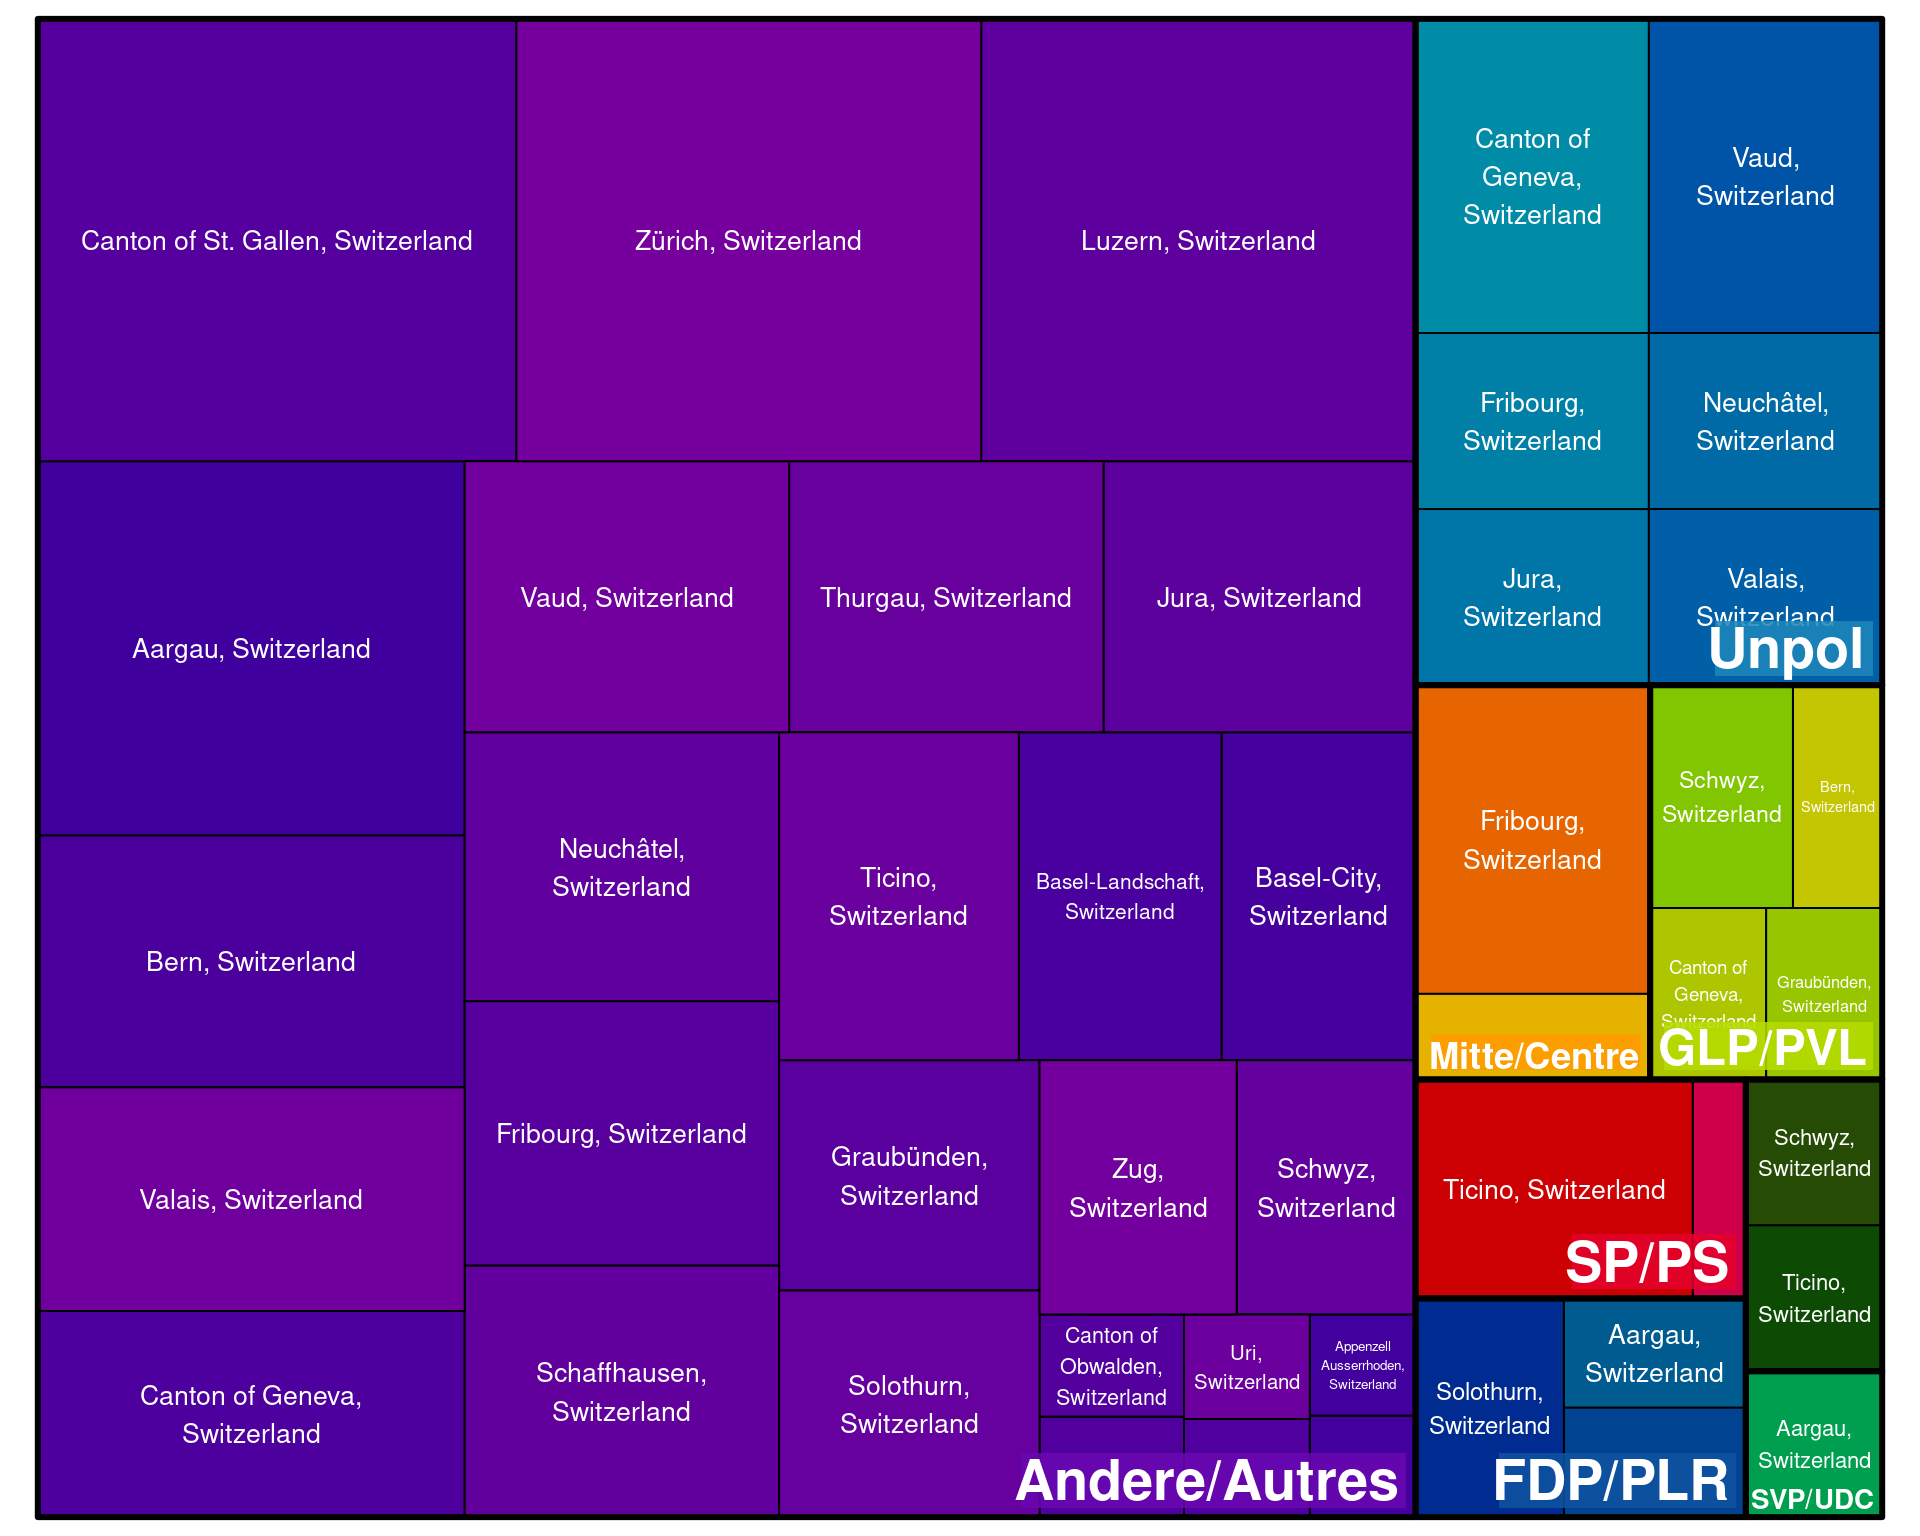 Canton of St. Gallen, Switzerland
Zürich, Switzerland
Luzern, Switzerland
Aargau, Switzerland
Bern, Switzerland
Valais, Switzerland
Canton of Geneva,
Switzerland
Vaud, Switzerland
Thurgau, Switzerland
Jura, Switzerland
Neuchâtel,
Switzerland
Fribourg, Switzerland
Schaffhausen,
Switzerland
Ticino,
Switzerland
Basel-Landschaft,
Switzerland
Basel-City,
Switzerland
Graubünden,
Switzerland
Solothurn,
Switzerland
Zug,
Switzerland
Schwyz,
Switzerland
Canton of
Obwalden,
Switzerland
Uri,
Switzerland
Appenzell
Ausserrhoden,
Switzerland
Andere/Autres
Canton of
Geneva,
Switzerland
Vaud,
Switzerland
Fribourg,
Switzerland
Neuchâtel,
Switzerland
Jura,
Switzerland
Valais,
Switzerland
Unpol
Fribourg,
Switzerland
Mitte/Centre
Schwyz,
Switzerland
Bern,
Switzerland
Canton of
Geneva,
Switzerland
Graubünden,
Switzerland
GLP/PVL
Ticino, Switzerland
SP/PS
Schwyz,
Switzerland
Ticino,
Switzerland
Solothurn,
Switzerland
Aargau,
Switzerland
FDP/PLR
Aargau,
Switzerland
SVP/UDC